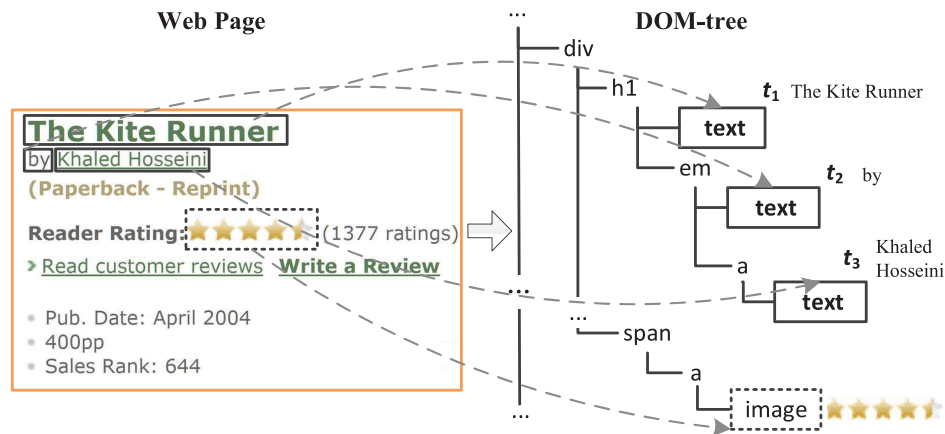 Web Page
DOM-tree
The Kite Runner
by Khaled Hosseini
(Paperback - Reprint)
Reader Rating: (1377 ratings)
Read customer reviews Write a Review
Pub. Date: April 2004
400pp
Sales Rank: 644
...
div
h1
t1 The Kite Runner
text
em
t2 by
text
a
t3 Khaled
Hosseini
text
...
...
span
a
image
...